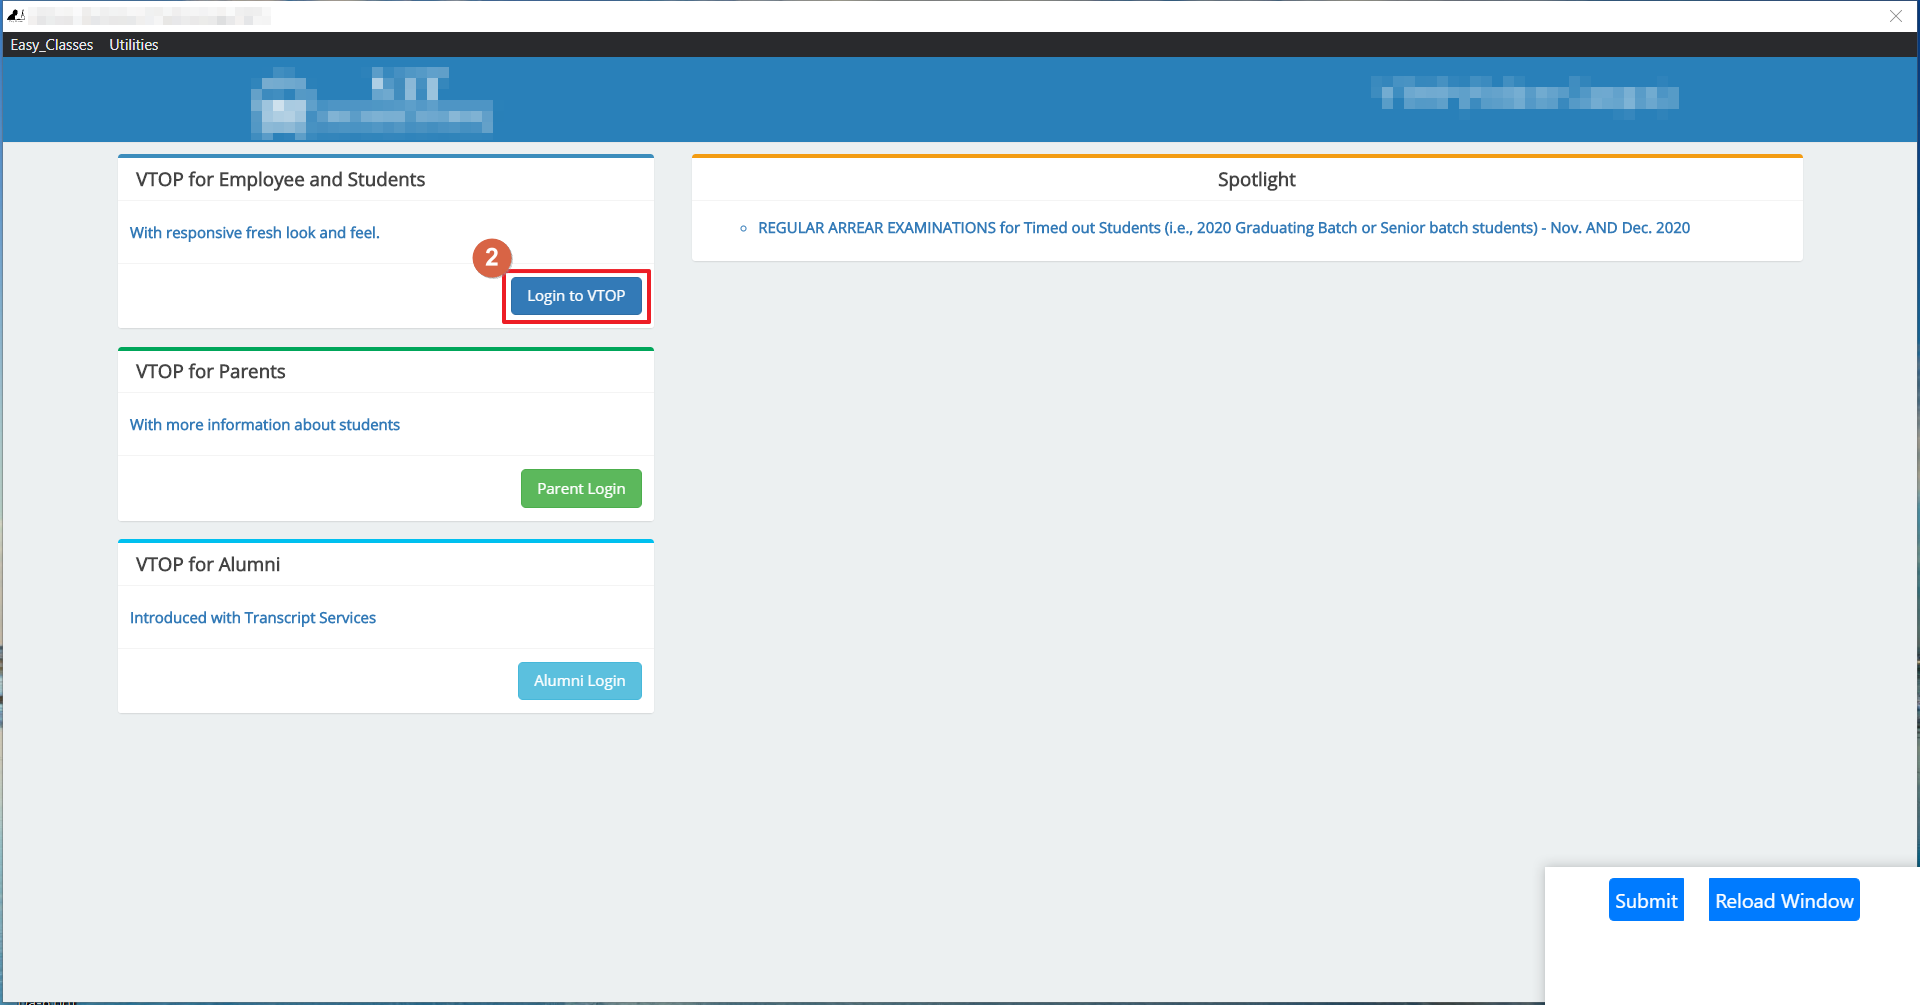 Easy_Classes Utilities
VTOP for Employee and Students
With responsive fresh look and feel.
2
Login to VTOP
VTOP for Parents
With more information about students
Parent Login
VTOP for Alumni
Introduced with Transcript Services
Alumni Login
Spotlight
REGULAR ARREAR EXAMINATIONS for Timed out Students (i.e., 2020 Graduating Batch or Senior batch students) - Nov. AND Dec. 2020
Submit Reload Window